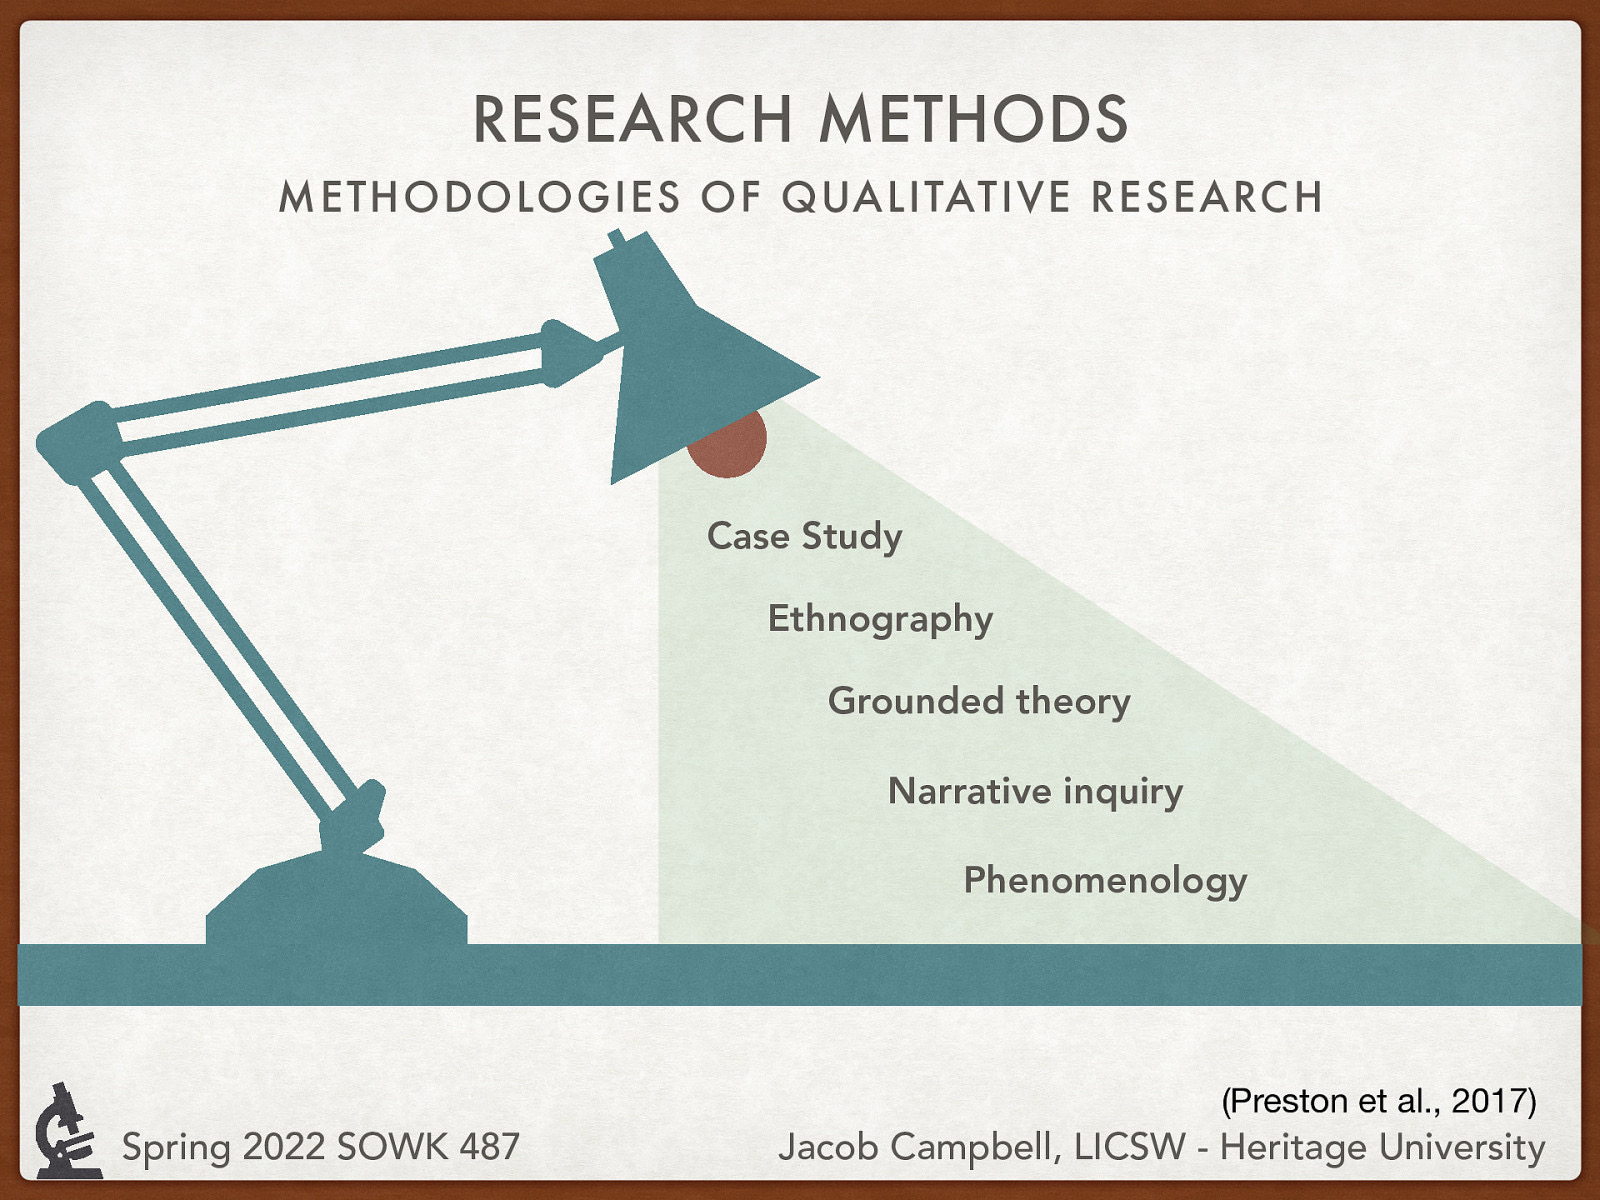 RESEARCH METHODS
METHODOLOGIES OF QUALITATIVE RESEARCH
Case Study
Ethnography
Grounded theory
Narrative inquiry
Phenomenology
(Preston et al., 2017)
Spring 2022 SOWK 487
Jacob Campbell, LICSW - Heritage University